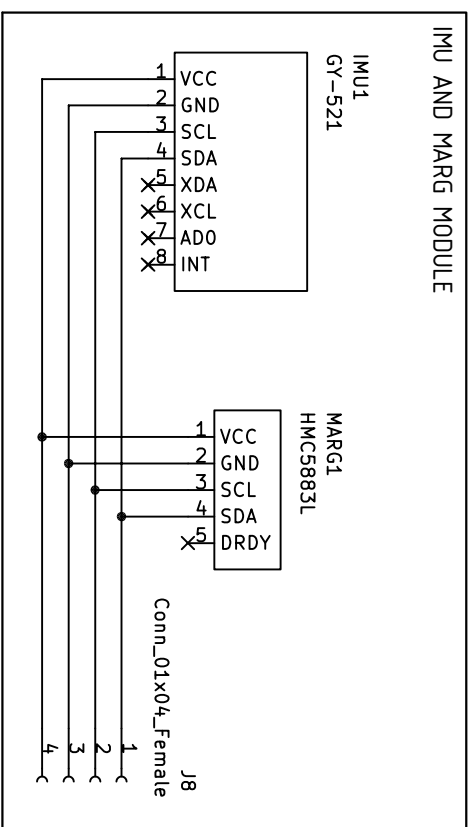 IMU AND MARG MODULE
IMU1
GY-521
1 VCC
2 GND
3 SCL
4 SDA
5 XDA
6 XCL
7 AD0
8 INT
MARG1
HMC5883L
1 VCC
2 GND
3 SCL
4 SDA
5 DRDY
J8
Conn_01x04_Female
1
2
3
4